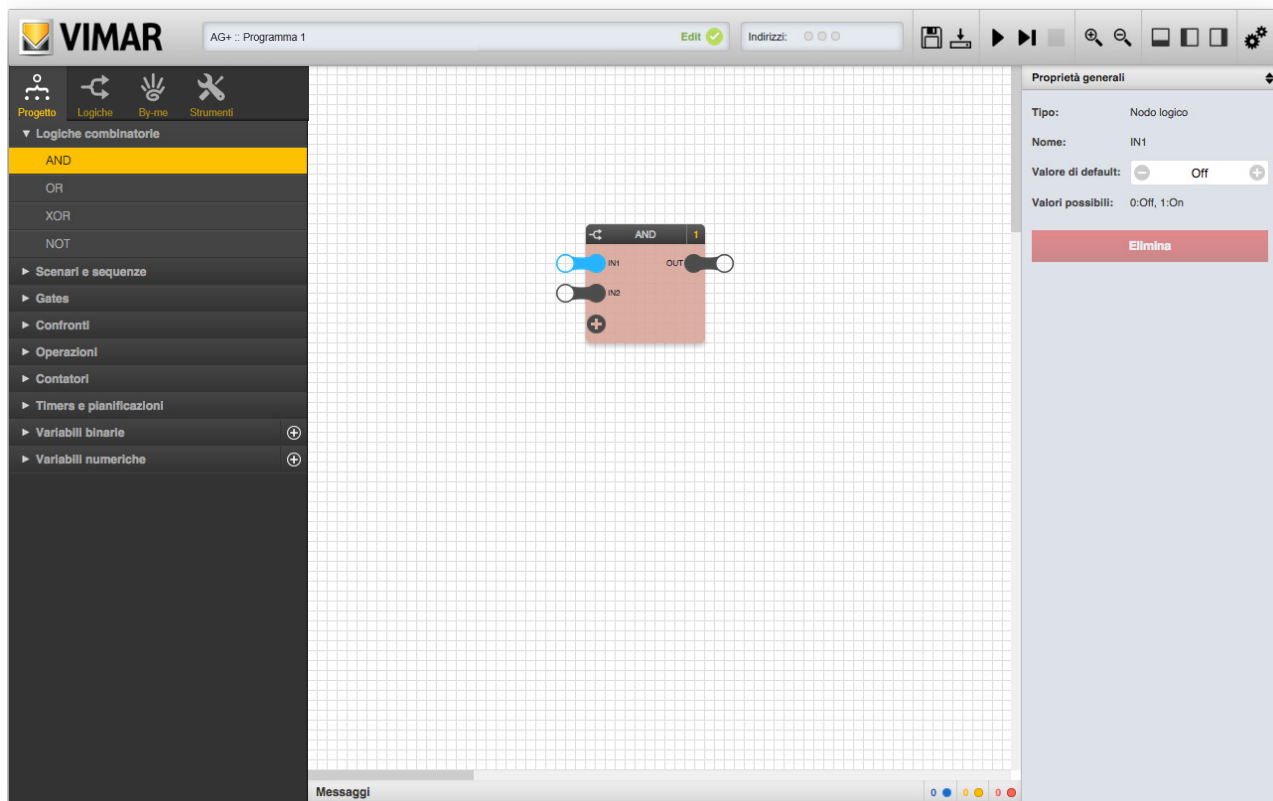 VIMAR
AG+ :: Programma 1
Edit
Indirizzi:
Progetto
Logiche
By-me
Strumenti
Logiche combinatorie
AND
OR
XOR
NOT
Scenari e sequenze
Gates
Confronti
Operazioni
Contatori
Timers e pianificazioni
Variabili binarie
Variabili numeriche
AND 1
IN1 OUT
IN2
Messaggi
0 0 0
Proprietà generali
Tipo: Nodo logico
Nome: IN1
Valore di default: Off
Valori possibili: 0:Off, 1:On
Elimina